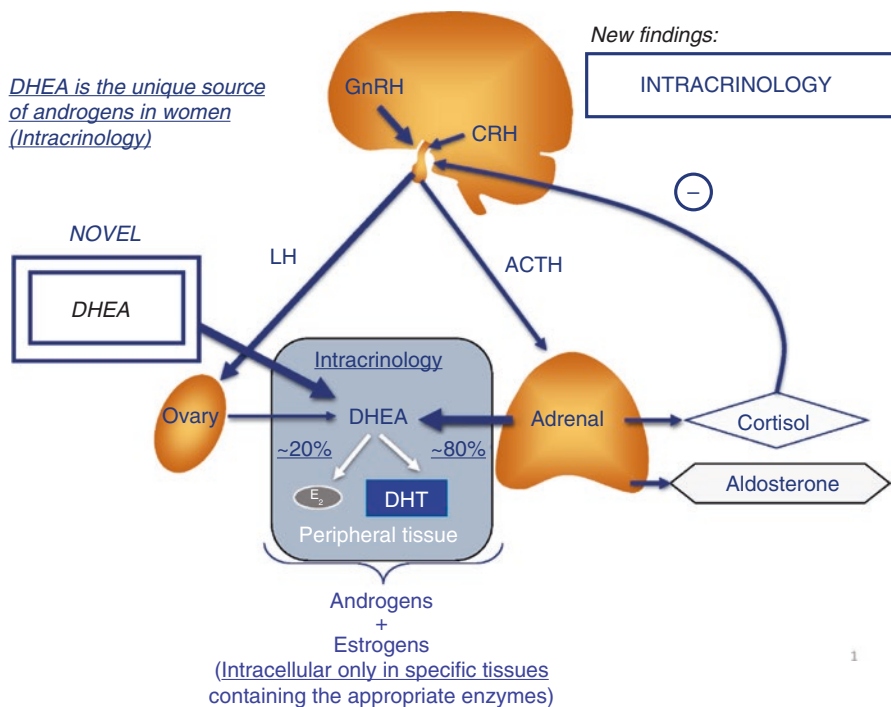 New findings:
INTRACRINOLOGY
DHEA is the unique source
of androgens in women
(Intracrinology)
GnRH
CRH
−
NOVEL
DHEA
LH
ACTH
Intracrinology
Ovary
DHEA
Adrenal
Cortisol
~20%
~80%
E2
DHT
Aldosterone
Peripheral tissue
Androgens
+
Estrogens
(Intracellular only in specific tissues
containing the appropriate enzymes)
1